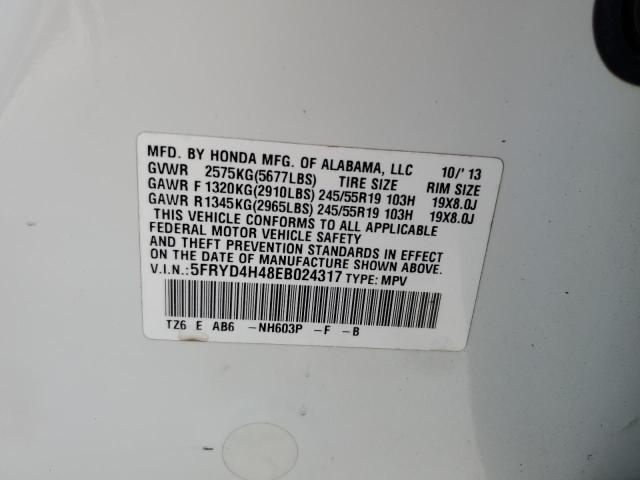 MFD. BY HONDA MFG. OF ALABAMA, LLC 10/'13
GVWR 2575KG(5677LBS) TIRE SIZE RIM SIZE
GAWR F 1320KG(2910LBS) 245/55R19 103H 19X8.0J
GAWR R 1345KG(2965LBS) 245/55R19 103H 19X8.0J
THIS VEHICLE CONFORMS TO ALL APPLICABLE
FEDERAL MOTOR VEHICLE SAFETY
AND THEFT PREVENTION STANDARDS IN EFFECT
ON THE DATE OF MANUFACTURE SHOWN ABOVE.
V.I.N.:5FRYD4H48EB024317 TYPE: MPV
TZ6 E AB6 -NH603P -F -B